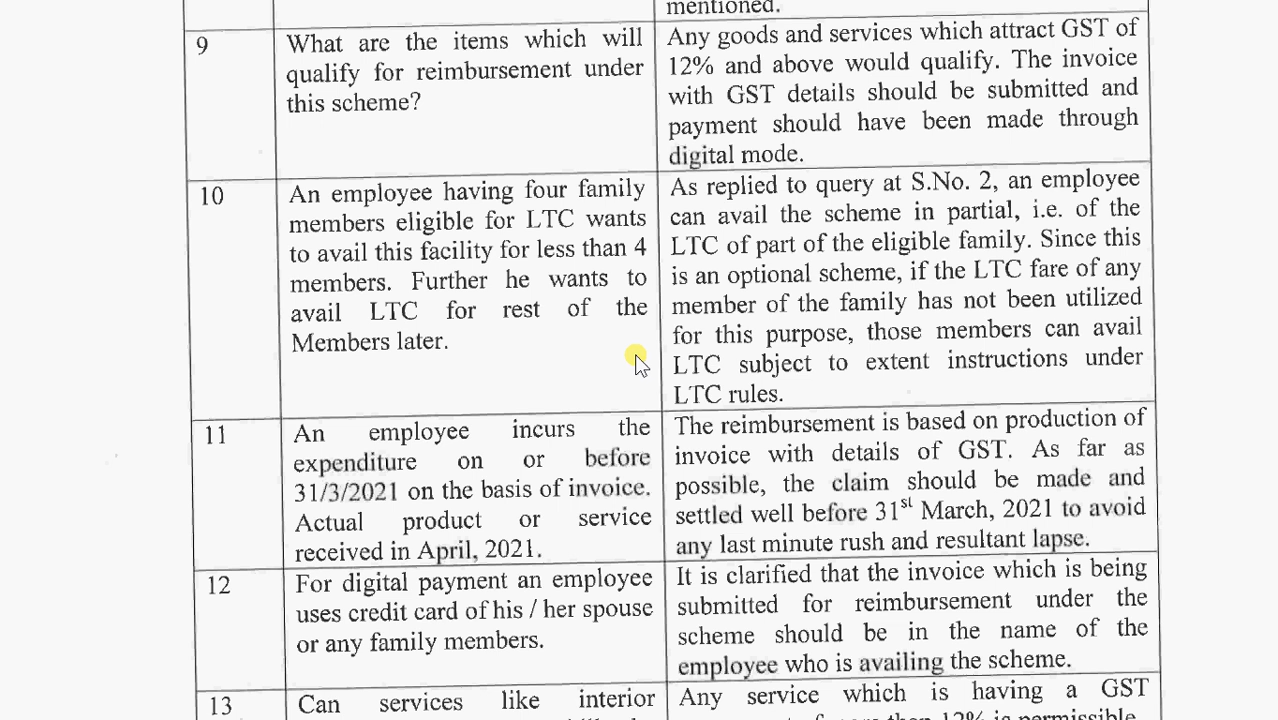 mentioned.
9
What are the items which will
qualify for reimbursement under
this scheme?
Any goods and services which attract GST of
12% and above would qualify. The invoice
with GST details should be submitted and
payment should have been made through
digital mode.
10
An employee having four family
members eligible for LTC wants
to avail this facility for less than 4
members. Further he wants to
avail LTC for rest of the
Members later.
As replied to query at S.No. 2, an employee
can avail the scheme in partial, i.e. of the
LTC of part of the eligible family. Since this
is an optional scheme, if the LTC fare of any
member of the family has not been utilized
for this purpose, those members can avail
LTC subject to extent instructions under
LTC rules.
11
An employee incurs the
expenditure on or before
31/3/2021 on the basis of invoice.
Actual product or service
received in April, 2021.
The reimbursement is based on production of
invoice with details of GST. As far as
possible, the claim should be made and
settled well before 31st March, 2021 to avoid
any last minute rush and resultant lapse.
12
For digital payment an employee
uses credit card of his / her spouse
or any family members.
It is clarified that the invoice which is being
submitted for reimbursement under the
scheme should be in the name of the
employee who is availing the scheme.
13
Can services like interior
Any service which is having a GST
12% is permissible